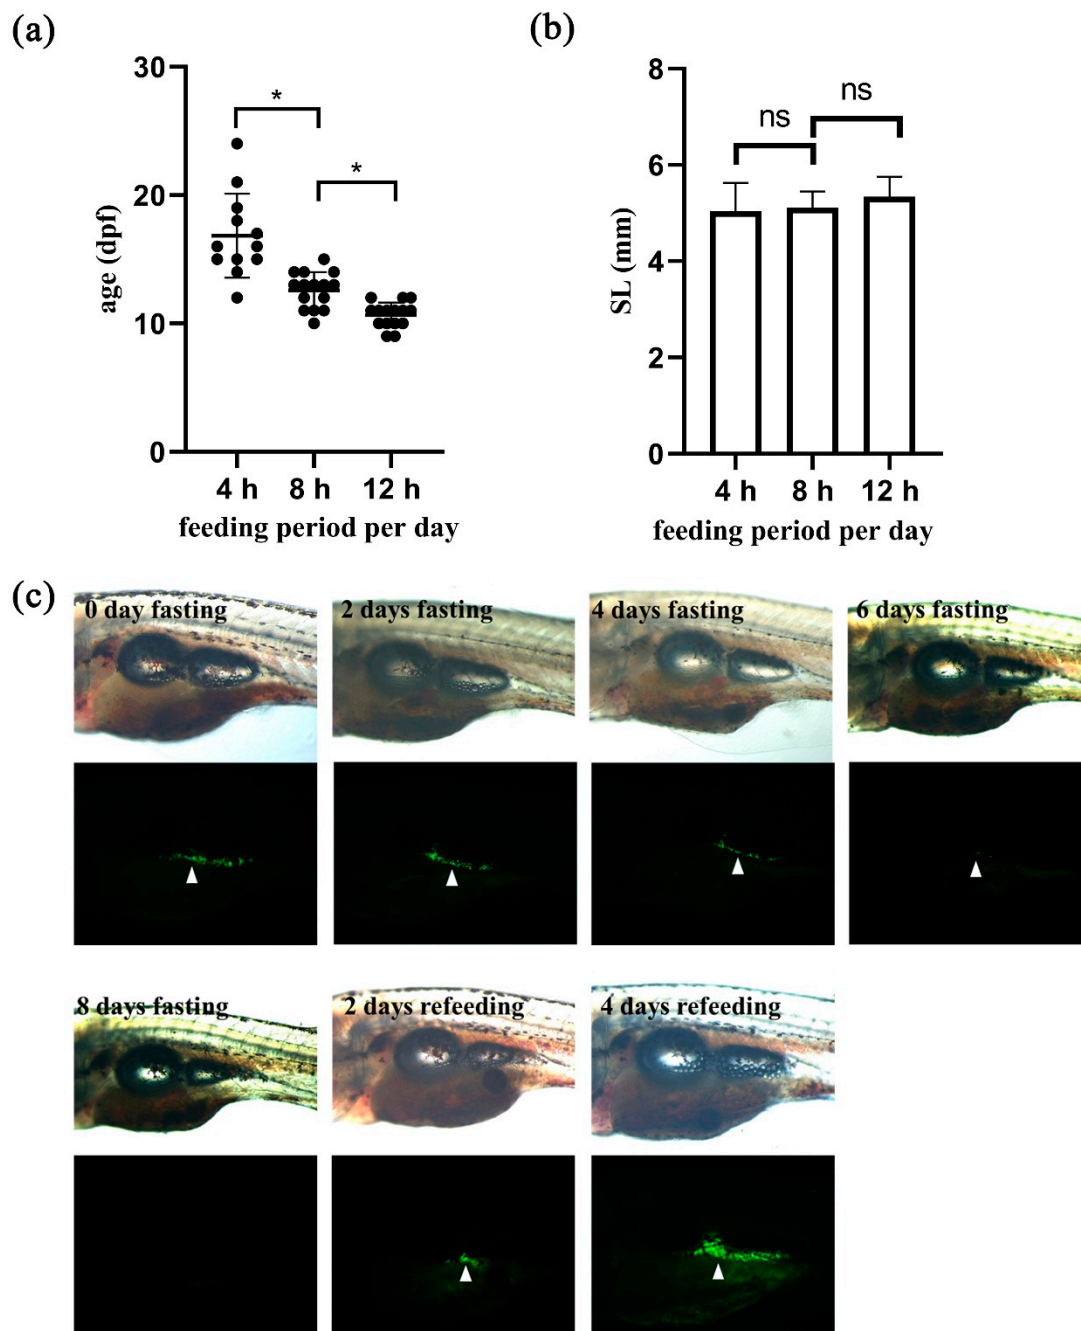 (a)
30
20
10
0
age (dpf)
*
*
4 h 8 h 12 h
feeding period per day
(b)
8
6
4
2
0
SL (mm)
ns
ns
4 h 8 h 12 h
feeding period per day
(c)
0 day fasting
2 days fasting
4 days fasting
6 days fasting
8 days fasting
2 days refeeding
4 days refeeding